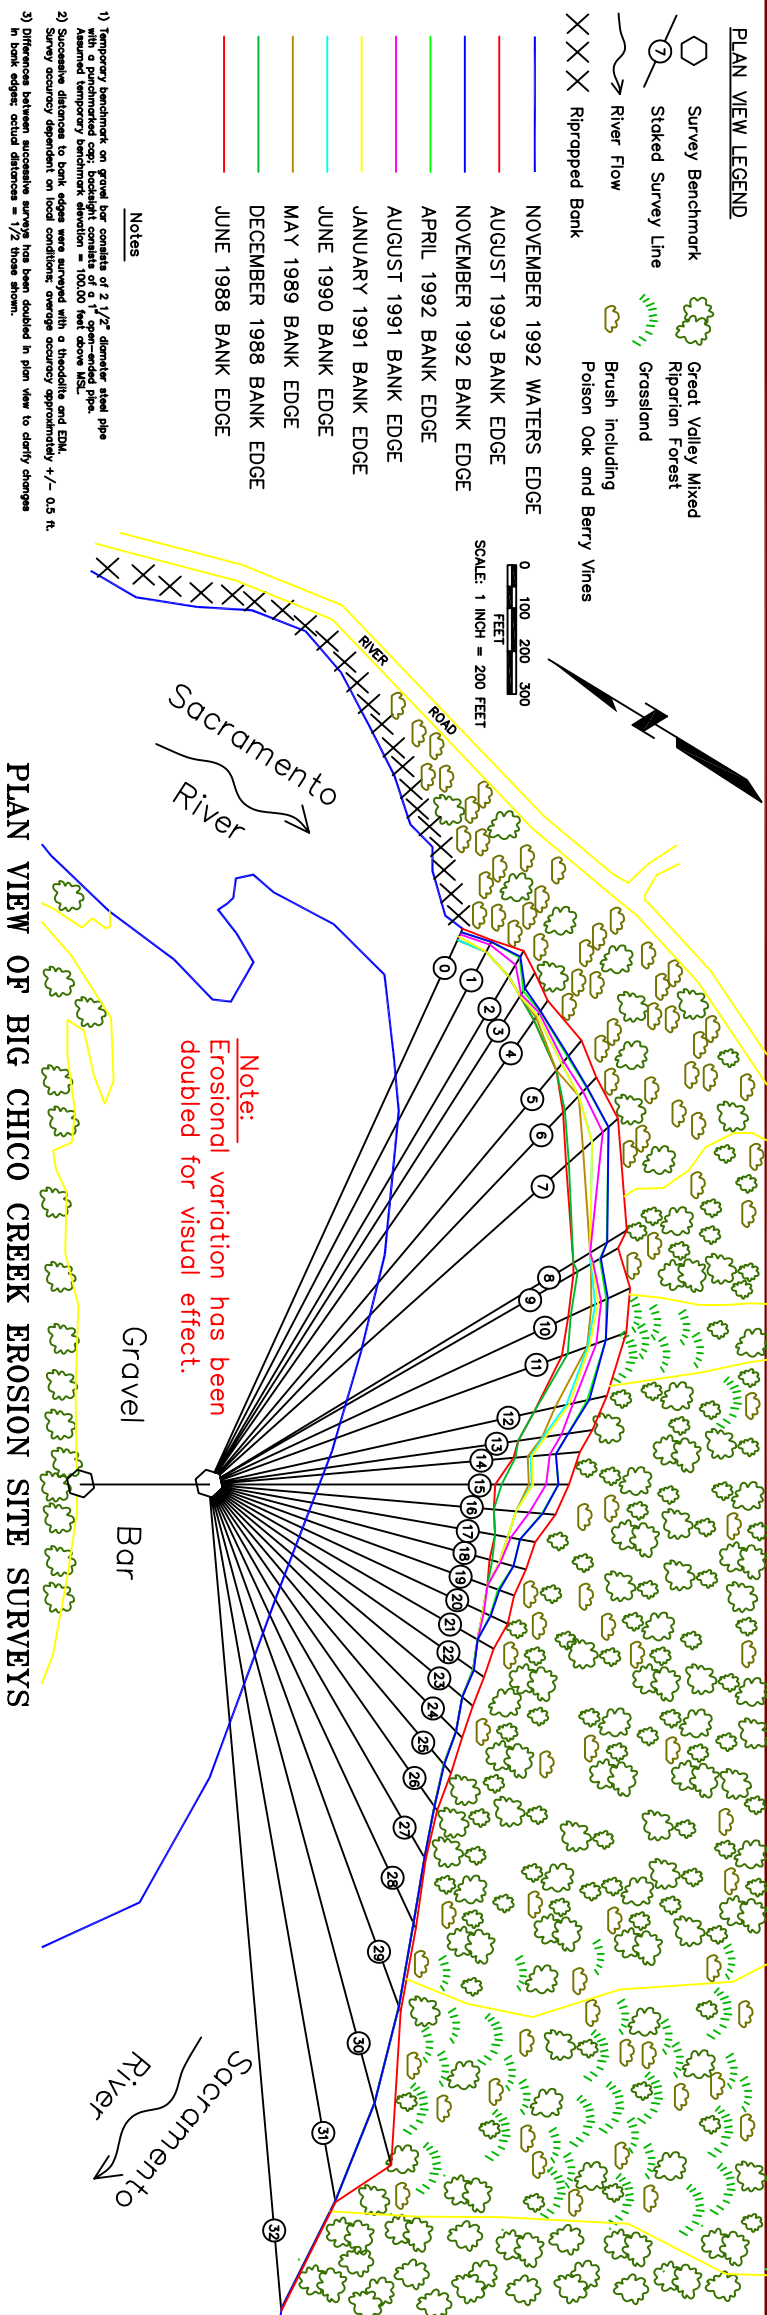 PLAN VIEW LEGEND
Survey Benchmark
7
Staked Survey Line
River Flow
Riprapped Bank
Great Valley Mixed
Riparian Forest
Grassland
Brush including
Poison Oak and Berry Vines
NOVEMBER 1992 WATERS EDGE
AUGUST 1993 BANK EDGE
NOVEMBER 1992 BANK EDGE
APRIL 1992 BANK EDGE
AUGUST 1991 BANK EDGE
JANUARY 1991 BANK EDGE
JUNE 1990 BANK EDGE
MAY 1989 BANK EDGE
DECEMBER 1988 BANK EDGE
JUNE 1988 BANK EDGE
Notes
1) Temporary benchmark on gravel bar consists of 2 1/2" diameter steel pipe
with a punchmarked cap; backsight consists of a 1" open-ended pipe.
Assumed temporary benchmark elevation = 100.00 feet above MSL.
2) Successive distances to bank edges were surveyed with a theodolite and EDM.
Survey accuracy dependent on local conditions; average accuracy approximately +/- 0.5 ft.
3) Differences between successive surveys has been doubled in plan view to clarify changes
in bank edges; actual distances = 1/2 those shown.
0 100 200 300
FEET
SCALE: 1 INCH = 200 FEET
N
RIVER
ROAD
Sacramento
River
0
1
2
3
4
5
6
7
8
9
10
11
12
13
14
15
16
17
18
19
20
21
22
23
24
25
26
27
28
29
30
31
32
Note:
Erosional variation has been
doubled for visual effect.
Gravel
Bar
Sacramento
River
PLAN VIEW OF BIG CHICO CREEK EROSION SITE SURVEYS